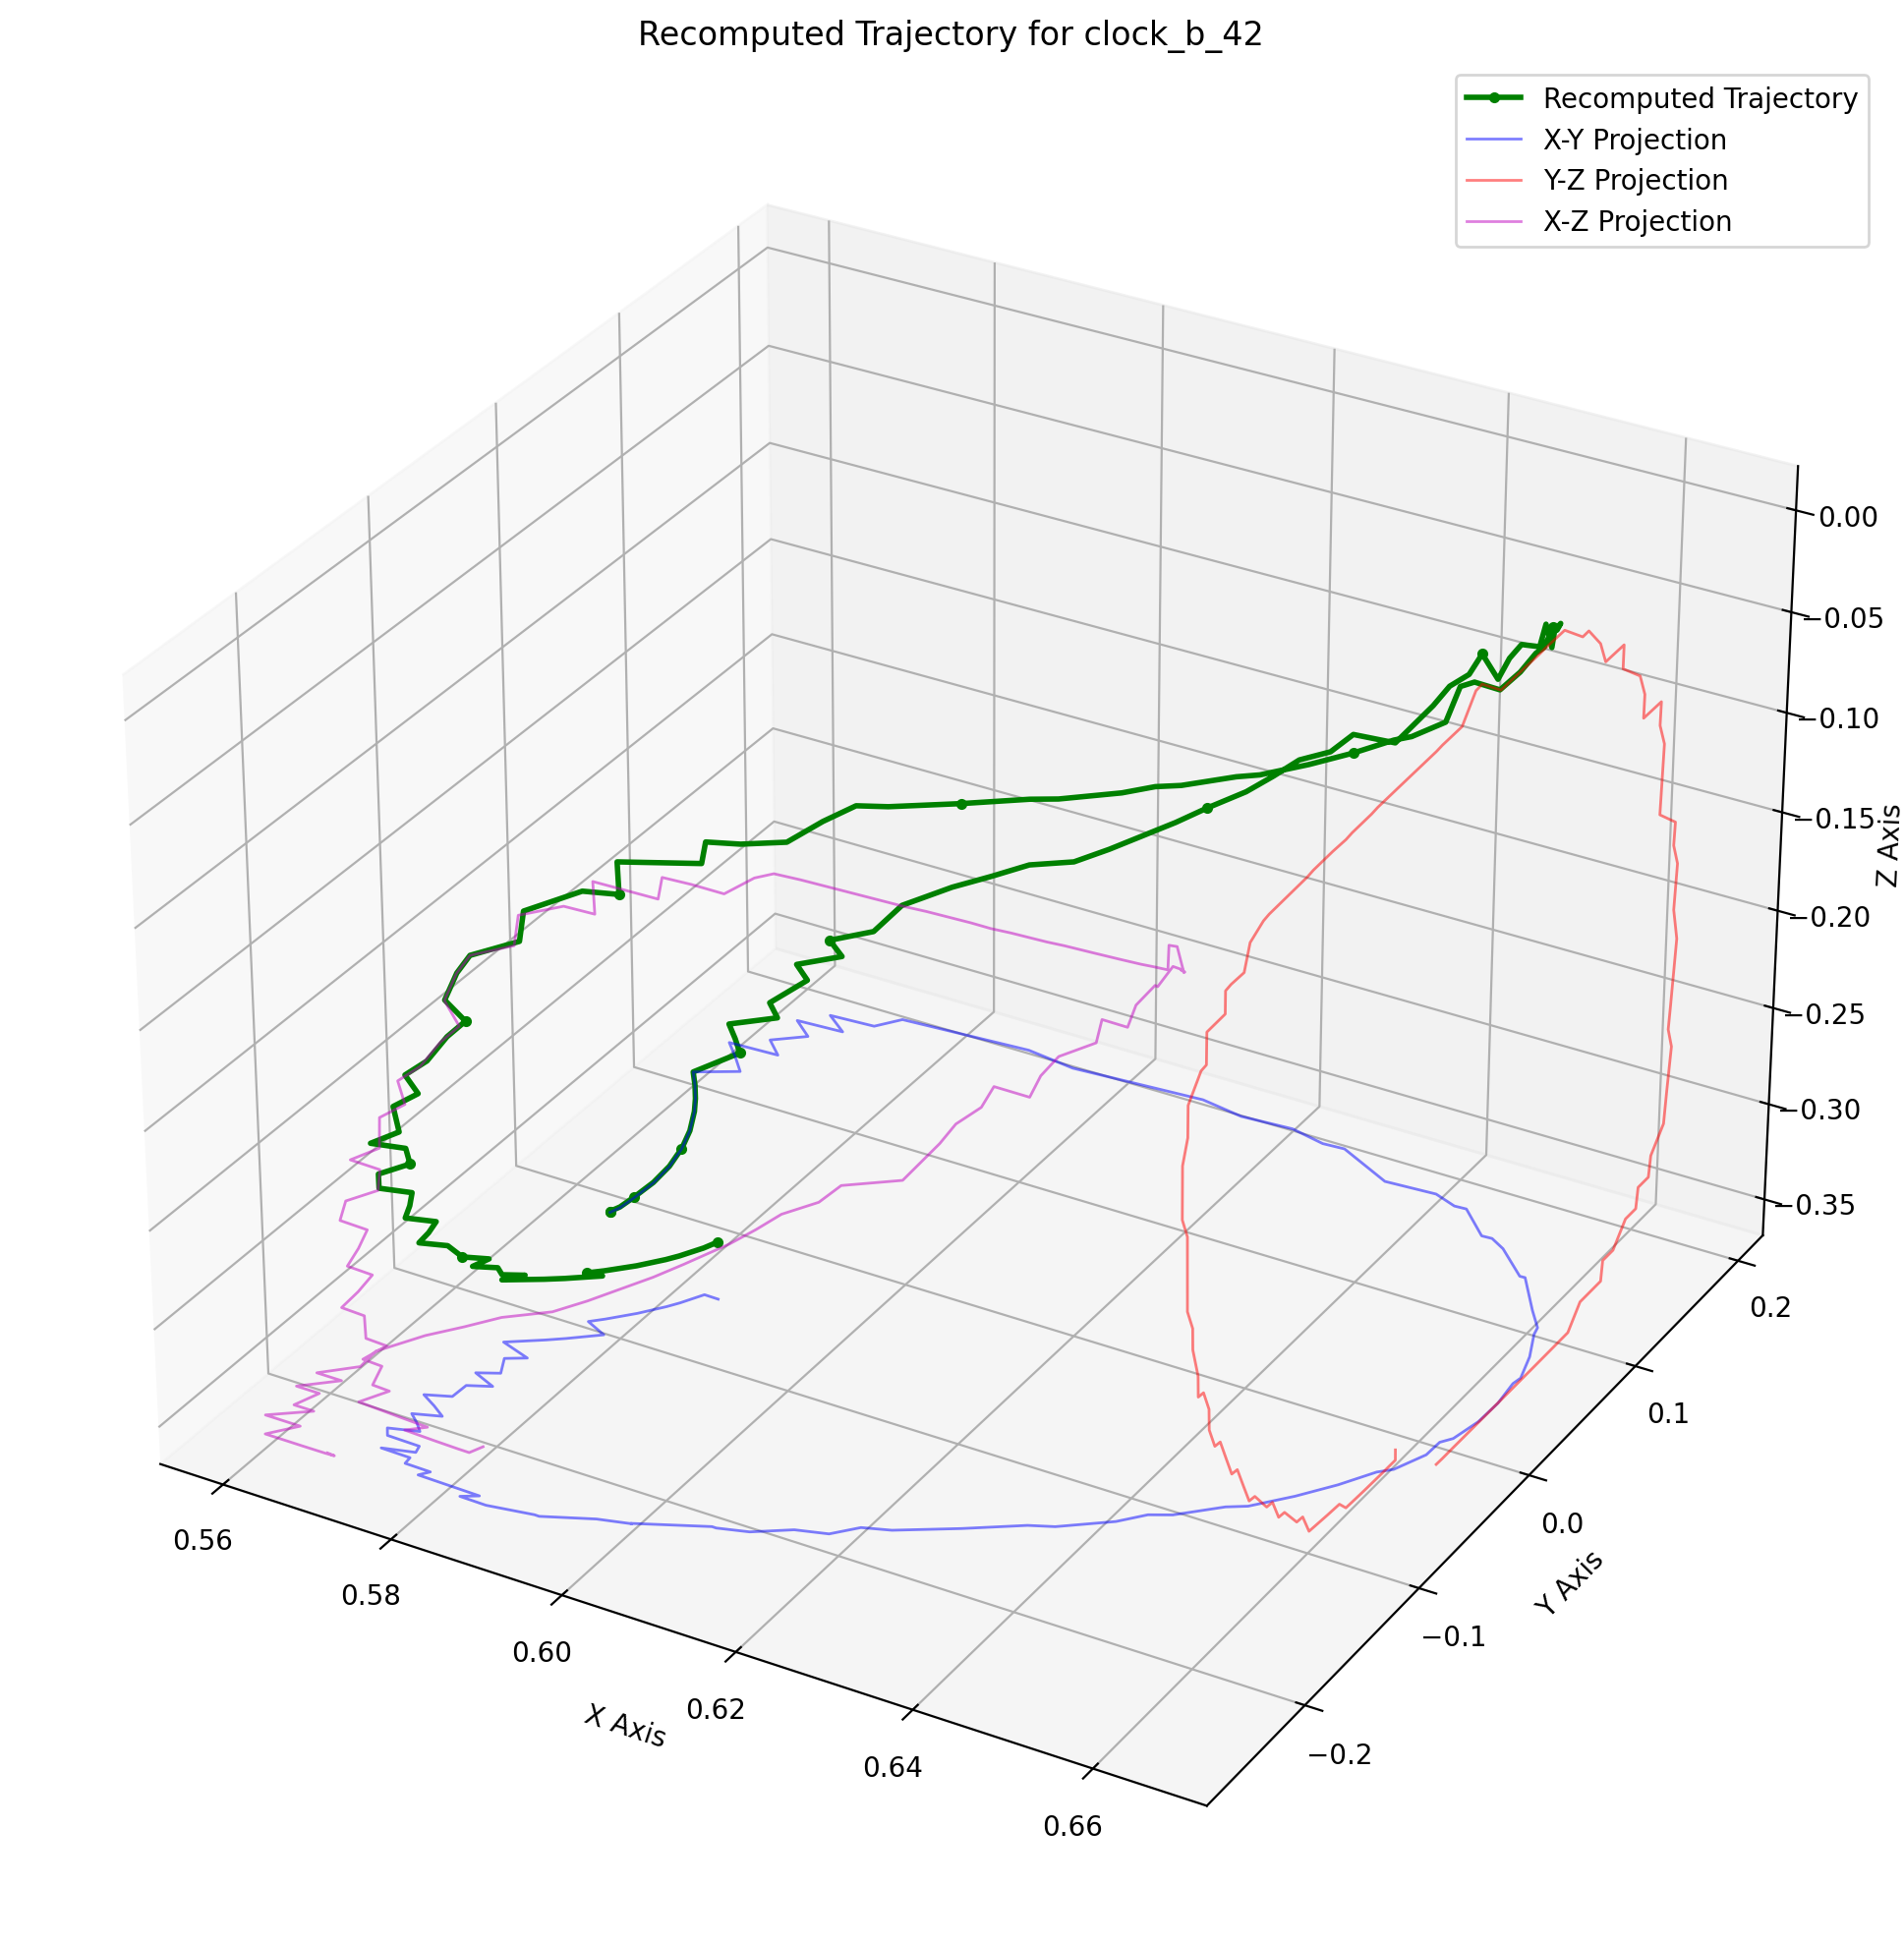 Recomputed Trajectory for clock_b_42
Recomputed Trajectory
X-Y Projection
Y-Z Projection
X-Z Projection
0.00
−0.05
−0.10
−0.15
−0.20
−0.25
−0.30
−0.35
Z Axis
0.2
0.1
0.0
−0.1
−0.2
Y Axis
0.56
0.58
0.60
0.62
0.64
0.66
X Axis